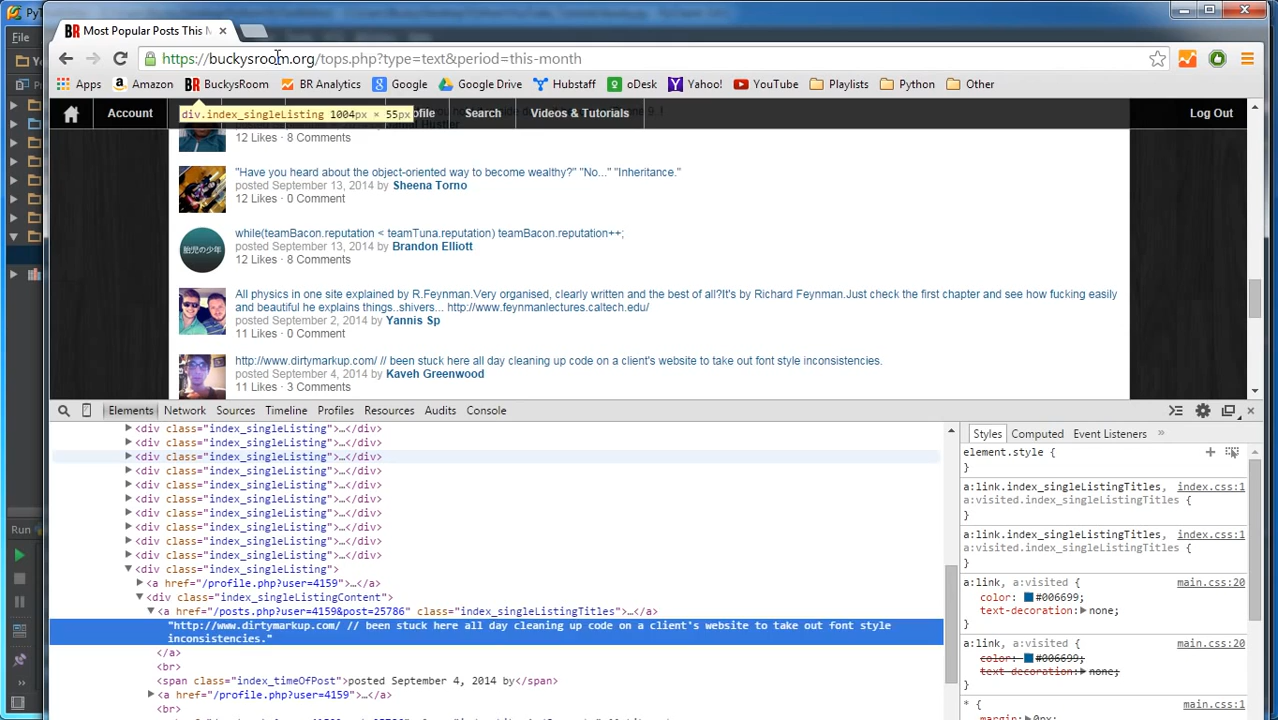 PyT
File
BR Most Popular Posts This M
https://buckysroom.org/tops.php?type=text&period=this-month
Apps Amazon BR BuckysRoom BR Analytics Google Google Drive Hubstaff oDesk Yahoo! YouTube Playlists Python Other
Account Search Videos & Tutorials Log Out
div.index_singleListing 1004px × 55px
12 Likes · 8 Comments
"Have you heard about the object-oriented way to become wealthy?" "No..." "Inheritance."
posted September 13, 2014 by Sheena Torno
12 Likes · 0 Comment
while(teamBacon.reputation < teamTuna.reputation) teamBacon.reputation++;
posted September 13, 2014 by Brandon Elliott
胎児の少年
12 Likes · 8 Comments
All physics in one site explained by R.Feynman.Very organised, clearly written and the best of all?It's by Richard Feynman.Just check the first chapter and see how fucking easily
and beautiful he explains things..shivers... http://www.feynmanlectures.caltech.edu/
posted September 2, 2014 by Yannis Sp
11 Likes · 0 Comment
http://www.dirtymarkup.com/ // been stuck here all day cleaning up code on a client's website to take out font style inconsistencies.
posted September 4, 2014 by Kaveh Greenwood
11 Likes · 3 Comments
Elements Network Sources Timeline Profiles Resources Audits Console
<div class="index_singleListing">…</div>
<div class="index_singleListing">…</div>
<div class="index_singleListing">…</div>
<div class="index_singleListing">…</div>
<div class="index_singleListing">…</div>
<div class="index_singleListing">…</div>
<div class="index_singleListing">…</div>
<div class="index_singleListing">…</div>
<div class="index_singleListing">…</div>
<div class="index_singleListing">…</div>
<div class="index_singleListing">
<a href="/profile.php?user=4159">…</a>
<div class="index_singleListingContent">
<a href="/posts.php?user=4159&post=25786" class="index_singleListingTitles">…</a>
"http://www.dirtymarkup.com/ // been stuck here all day cleaning up code on a client's website to take out font style
inconsistencies."
</a>
<br>
<span class="index_timeOfPost">posted September 4, 2014 by</span>
<a href="/profile.php?user=4159">…</a>
<br>
Styles Computed Event Listeners »
element.style {
}
a:link.index_singleListingTitles, index.css:1
a:visited.index_singleListingTitles {
}
a:link.index_singleListingTitles, index.css:1
a:visited.index_singleListingTitles {
}
a:link, a:visited { main.css:20
color: #006699;
text-decoration: none;
}
a:link, a:visited { main.css:20
color: #006699;
text-decoration: none;
}
* { main.css:1
margin: 0px;
Run